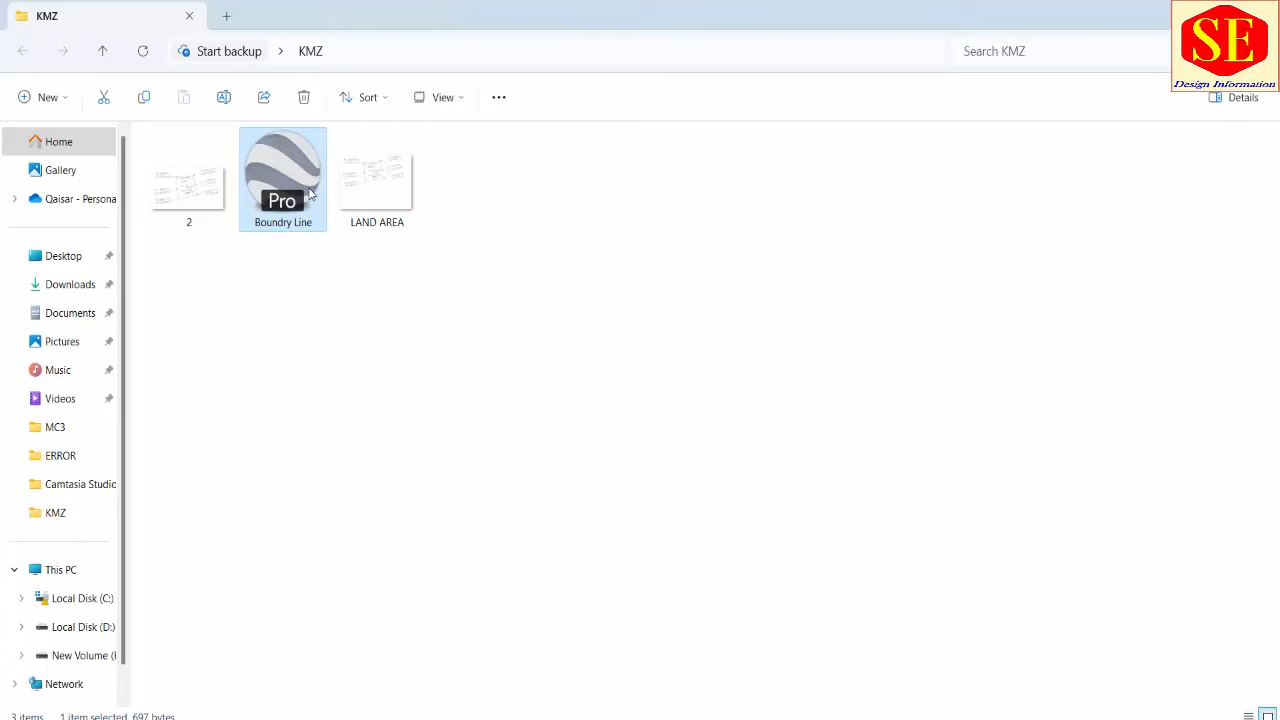 KMZ
Start backup
KMZ
Search KMZ
SE
Design Information
New
Sort
View
Details
Home
Gallery
Qaisar - Persona
Desktop
Downloads
Documents
Pictures
Music
Videos
MC3
ERROR
Camtasia Studio
KMZ
This PC
Local Disk (C:)
Local Disk (D:)
New Volume (
Network
2
Pro
Boundry Line
LAND AREA
3 items
1 item selected
697 bytes